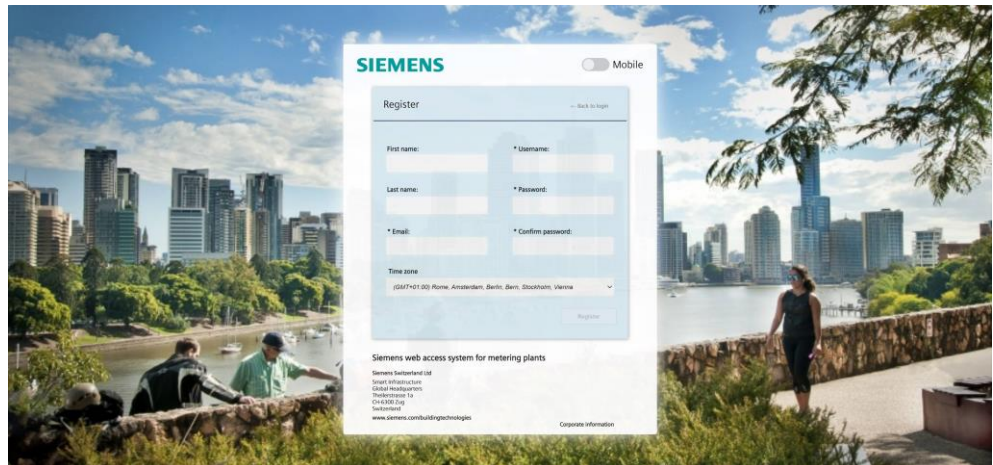 SIEMENS
Mobile
Register
← Back to login
First name:
* Username:
Last name:
* Password:
* Email:
* Confirm password:
Time zone
(GMT+01:00) Rome, Amsterdam, Berlin, Bern, Stockholm, Vienna
Register
Siemens web access system for metering plants
Siemens Switzerland Ltd
Smart Infrastructure
Global Headquarters
Theilerstrasse 1a
CH-6300 Zug
Switzerland
www.siemens.com/buildingtechnologies
Corporate information